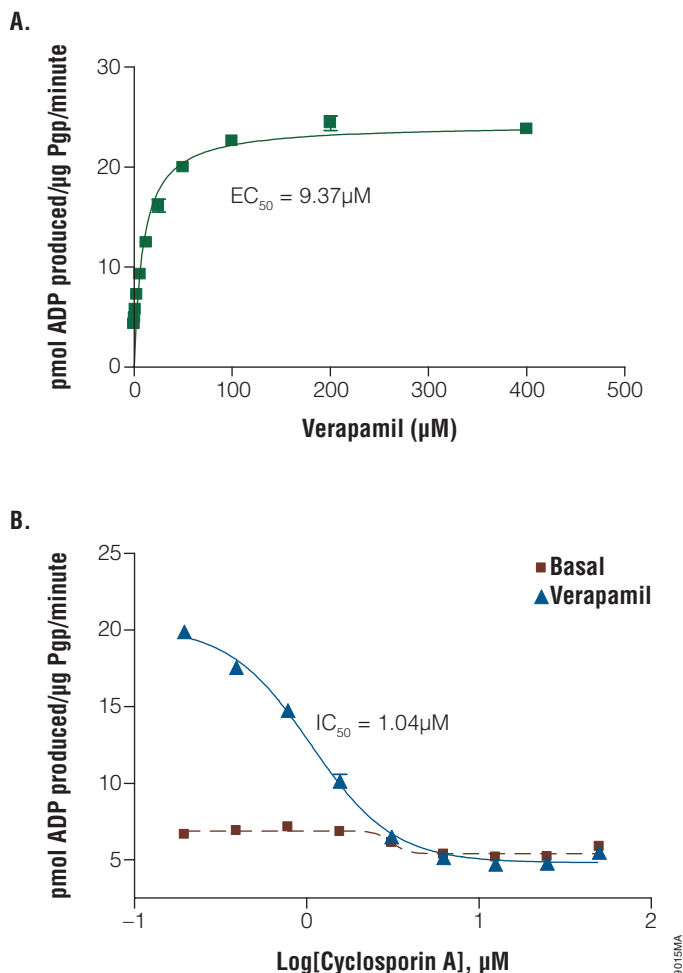 A.
pmol ADP produced/µg Pgp/minute
30
20
10
0
EC₅₀ = 9.37µM
0 100 200 300 400 500
Verapamil (µM)
B.
pmol ADP produced/µg Pgp/minute
25
20
15
10
5
Basal
Verapamil
IC₅₀ = 1.04µM
−1 0 1 2
Log[Cyclosporin A], µM